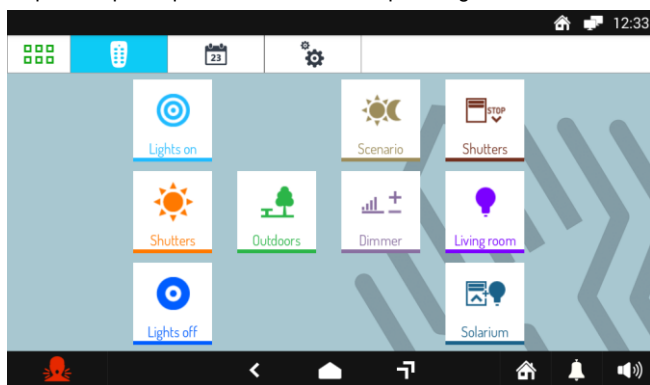 12:33
23
Lights on
Scenario
STOP
Shutters
Shutters
Outdoors
Dimmer
Living room
Lights off
Solarium